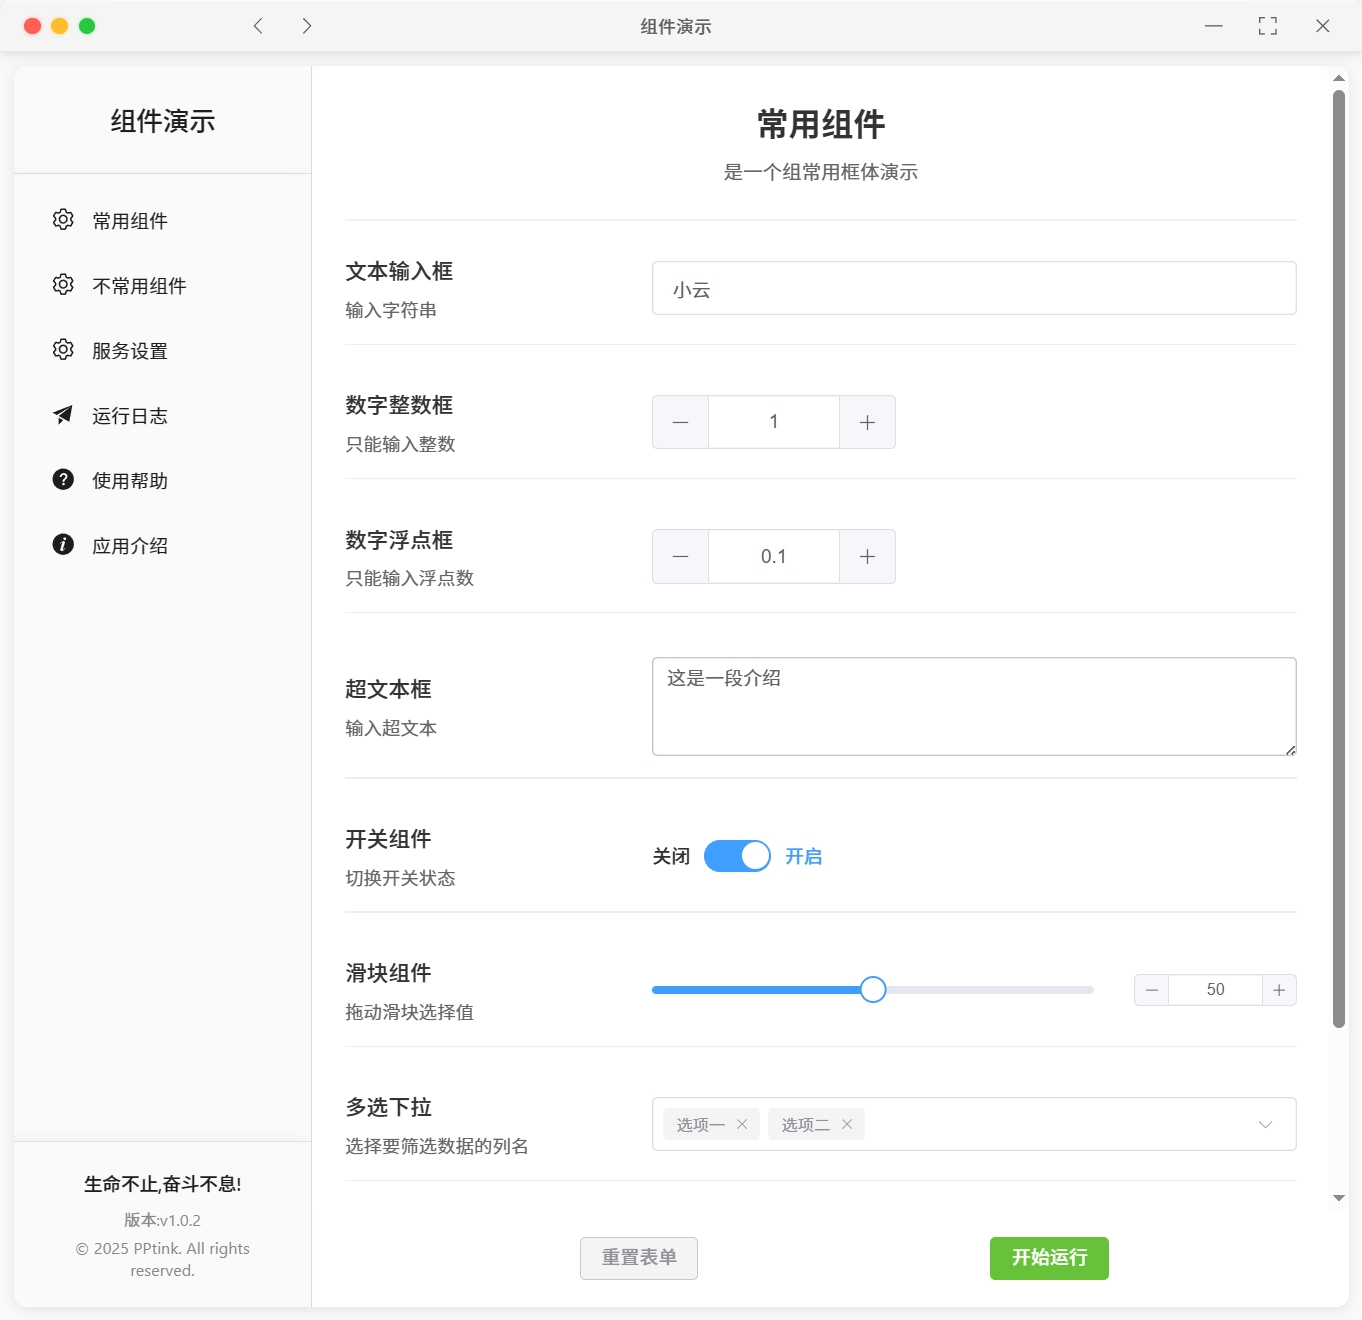 组件演示
组件演示
常用组件
不常用组件
服务设置
运行日志
使用帮助
应用介绍
生命不止,奋斗不息!
版本:v1.0.2
© 2025 PPtink. All rights
reserved.
常用组件
是一个组常用框体演示
文本输入框
输入字符串
小云
数字整数框
只能输入整数
1
数字浮点框
只能输入浮点数
0.1
超文本框
输入超文本
这是一段介绍
开关组件
切换开关状态
关闭 开启
滑块组件
拖动滑块选择值
50
多选下拉
选择要筛选数据的列名
选项一 选项二
重置表单 开始运行